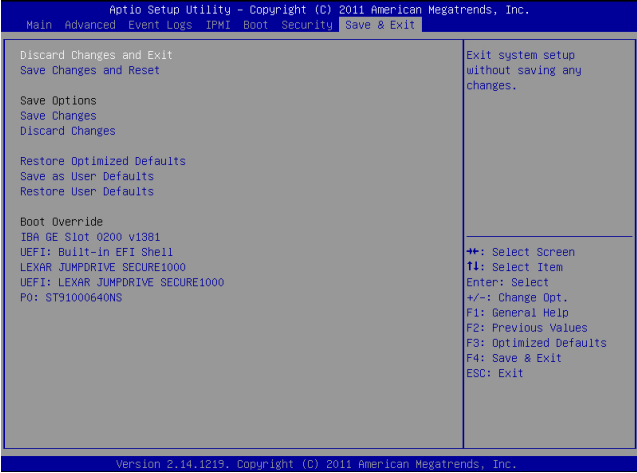 Aptio Setup Utility – Copyright (C) 2011 American Megatrends, Inc.
Main Advanced Event Logs IPMI Boot Security Save & Exit
Discard Changes and Exit
Save Changes and Reset
Save Options
Save Changes
Discard Changes
Restore Optimized Defaults
Save as User Defaults
Restore User Defaults
Boot Override
IBA GE Slot 0200 v1381
UEFI: Built-in EFI Shell
LEXAR JUMPDRIVE SECURE1000
UEFI: LEXAR JUMPDRIVE SECURE1000
P0: ST91000640NS
Exit system setup
without saving any
changes.
→←: Select Screen
↑↓: Select Item
Enter: Select
+/-: Change Opt.
F1: General Help
F2: Previous Values
F3: Optimized Defaults
F4: Save & Exit
ESC: Exit
Version 2.14.1219. Copyright (C) 2011 American Megatrends, Inc.